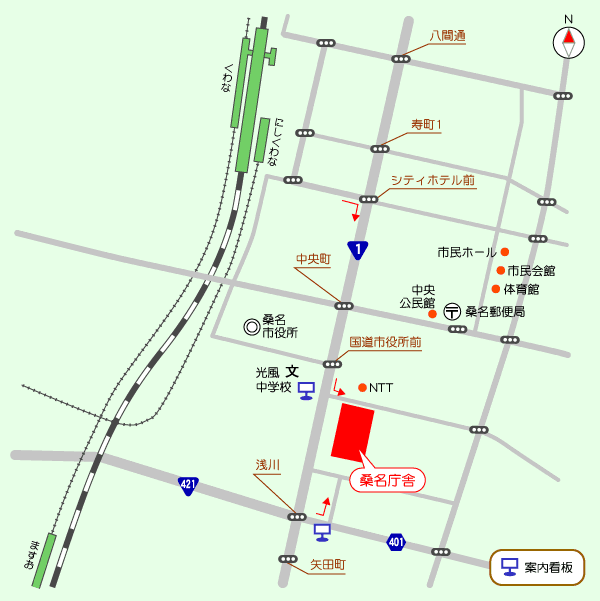 八間通
N
くわな
にしくわな
寿町1
シティホテル前
1
市民ホール
市民会館
体育館
中央町
中央
公民館
桑名郵便局
桑名
市役所
国道市役所前
光風 文
中学校
NTT
桑名庁舎
浅川
421
401
矢田町
ますお
案内看板